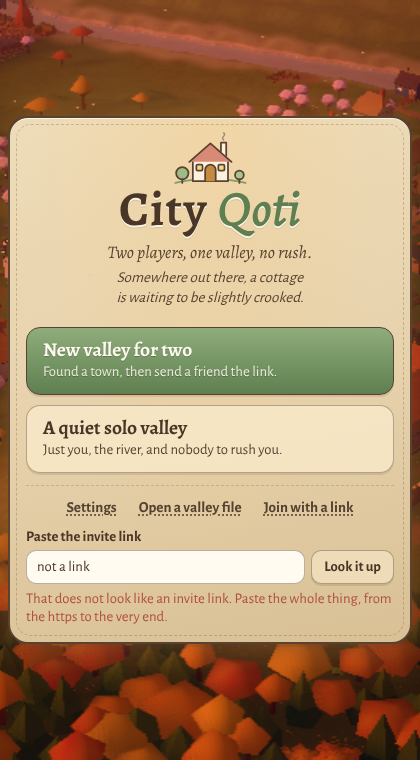 City Qoti
Two players, one valley, no rush.
Somewhere out there, a cottage
is waiting to be slightly crooked.
New valley for two
Found a town, then send a friend the link.
A quiet solo valley
Just you, the river, and nobody to rush you.
Settings Open a valley file Join with a link
Paste the invite link
not a link Look it up
That does not look like an invite link. Paste the whole thing, from
the https to the very end.